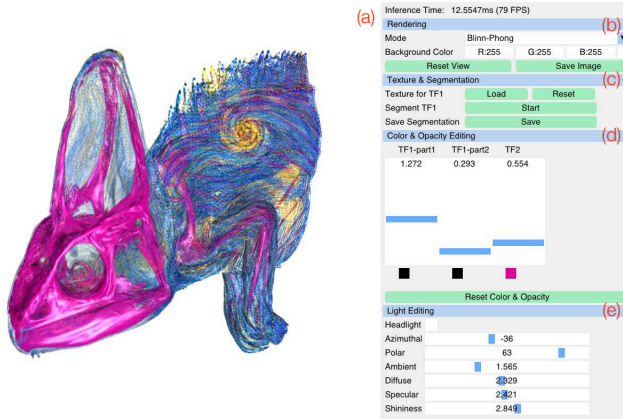 (a)
Inference Time: 12.5547ms (79 FPS)
Rendering (b)
Mode Blinn-Phong
Background Color R:255 G:255 B:255
Reset View Save Image
Texture & Segmentation (c)
Texture for TF1 Load Reset
Segment TF1 Start
Save Segmentation Save
Color & Opacity Editing (d)
TF1-part1 TF1-part2 TF2
1.272 0.293 0.554
Reset Color & Opacity
Light Editing (e)
Headlight
Azimuthal -36
Polar 63
Ambient 1.565
Diffuse 2.329
Specular 2.421
Shininess 2.849